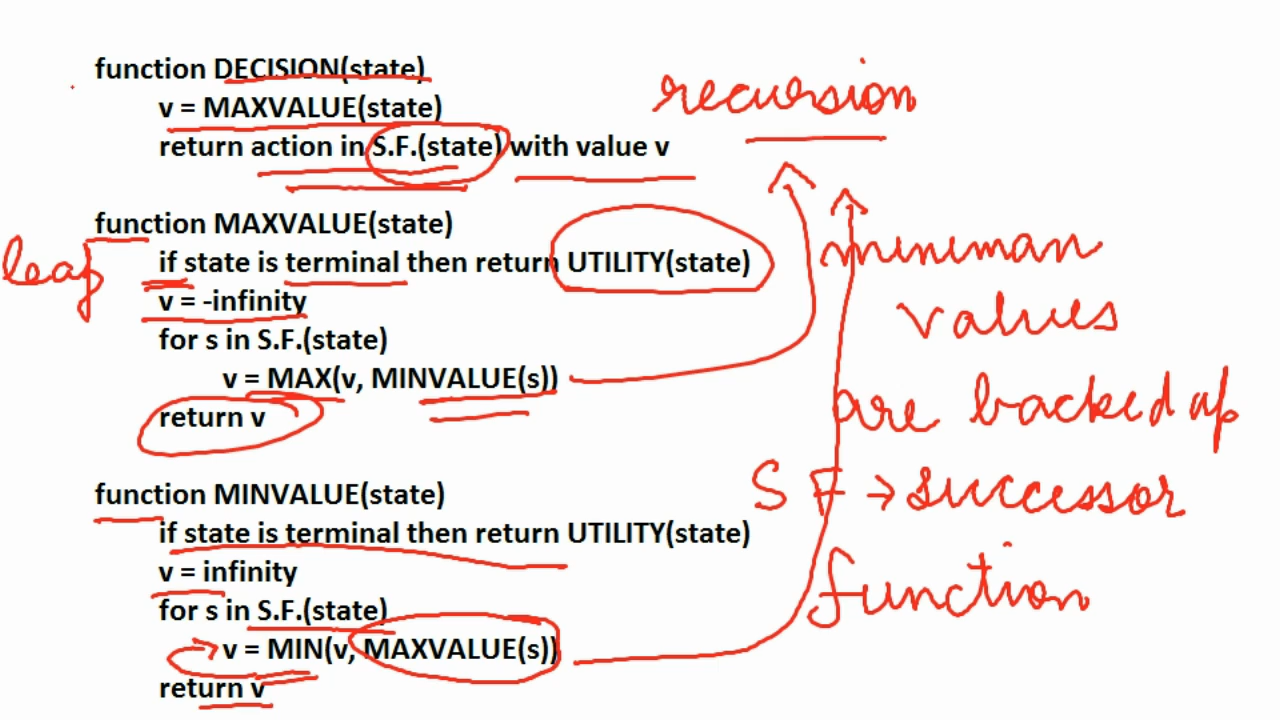 function DECISION(state)
v = MAXVALUE(state)
return action in S.F.(state) with value v
recursion
function MAXVALUE(state)
leaf
if state is terminal then return UTILITY(state)
v = -infinity
for s in S.F.(state)
v = MAX(v, MINVALUE(s))
return v
minimax
values
are backed up
S F → successor
function
function MINVALUE(state)
if state is terminal then return UTILITY(state)
v = infinity
for s in S.F.(state)
v = MIN(v, MAXVALUE(s))
return v